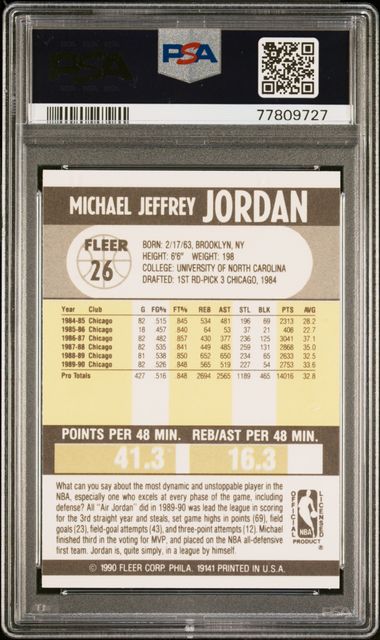 PSA
PSA
77809727
MICHAEL JEFFREY JORDAN
FLEER
26
BORN: 2/17/63, BROOKLYN, NY
HEIGHT: 6'6" WEIGHT: 198
COLLEGE: UNIVERSITY OF NORTH CAROLINA
DRAFTED: 1ST RD-PICK 3 CHICAGO, 1984
Year Club G FG% FT% REB AST STL BLK PTS AVG
1984-85 Chicago 82 .515 .845 534 481 196 69 2313 28.2
1985-86 Chicago 18 .457 .840 64 53 37 21 408 22.7
1986-87 Chicago 82 .482 .857 430 377 236 125 3041 37.1
1987-88 Chicago 82 .535 .841 449 485 259 131 2868 35.0
1988-89 Chicago 81 .538 .850 652 650 234 65 2633 32.5
1989-90 Chicago 82 .526 .848 565 519 227 54 2753 33.6
Pro Totals 427 .516 .848 2694 2565 1189 465 14016 32.8
POINTS PER 48 MIN. REB/AST PER 48 MIN.
41.3 16.3
What can you say about the most dynamic and unstoppable player in the
NBA, especially one who excels at every phase of the game, including
defense? All "Air Jordan" did in 1989-90 was lead the league in scoring
for the 3rd straight year and steals, set game highs in points (69), field
goals (23), field-goal attempts (43), and three-point attempts (12). Michael
finished third in the voting for MVP, and placed on the NBA all-defensive
first team. Jordan is, quite simply, in a league by himself.
OFFICIAL LICENSED
NBA
PRODUCT ®
© 1990 FLEER CORP. PHILA. 19141 PRINTED IN U.S.A.